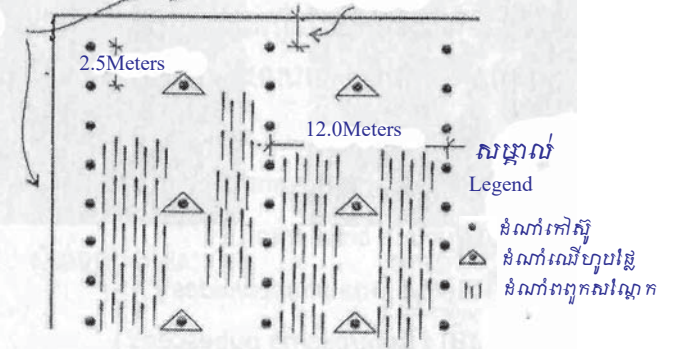 2.5Meters
12.0Meters
សម្គាល់
Legend
ដំណាំកៅស៊ូ
ដំណាំឈើហូបផ្លែ
ដំណាំពពួកសណ្តែក